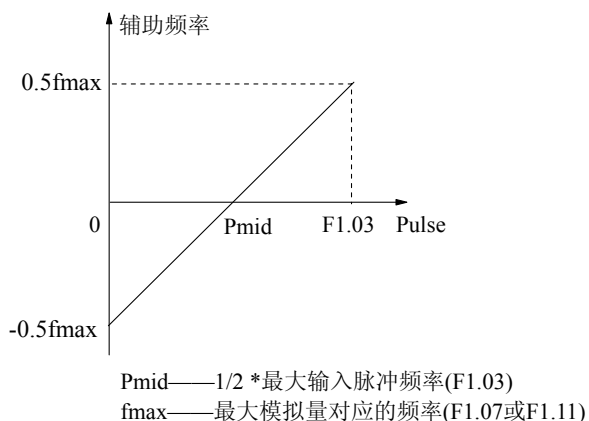 辅助频率
0.5fmax
0
Pmid
F1.03
Pulse
-0.5fmax
Pmid——1/2 *最大输入脉冲频率(F1.03)
fmax——最大模拟量对应的频率(F1.07或F1.11)